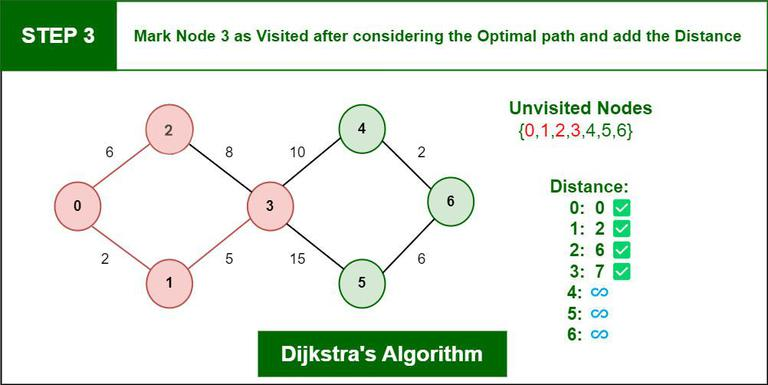 STEP 3
Mark Node 3 as Visited after considering the Optimal path and add the Distance
Unvisited Nodes
{0,1,2,3,4,5,6}
2
4
6
8
10
2
0
3
6
2
5
15
6
1
5
Distance:
0: 0 ✅
1: 2 ✅
2: 6 ✅
3: 7 ✅
4: ∞
5: ∞
6: ∞
Dijkstra's Algorithm